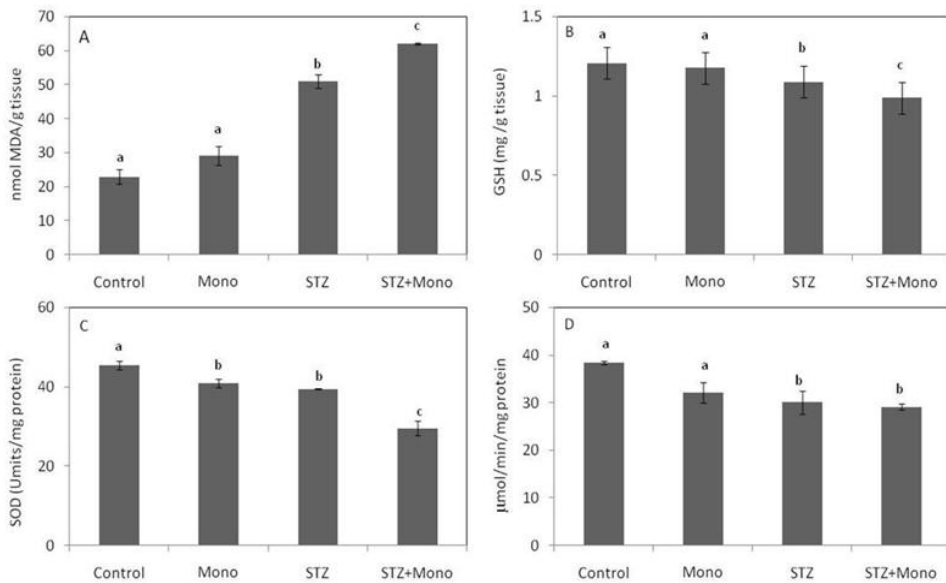 A
nmol MDA/g tissue
70
60
50
40
30
20
10
0
a
a
b
c
Control Mono STZ STZ+Mono
B
GSH (mg /g tissue)
1.5
1
0.5
0
a
a
b
c
Control Mono STZ STZ+Mono
C
SOD (Umits/mg protein)
60
40
20
0
a
b
b
c
Control Mono STZ STZ+Mono
D
µmol/min/mg protein
50
40
30
20
10
0
a
a
b
b
Control Mono STZ STZ+Mono